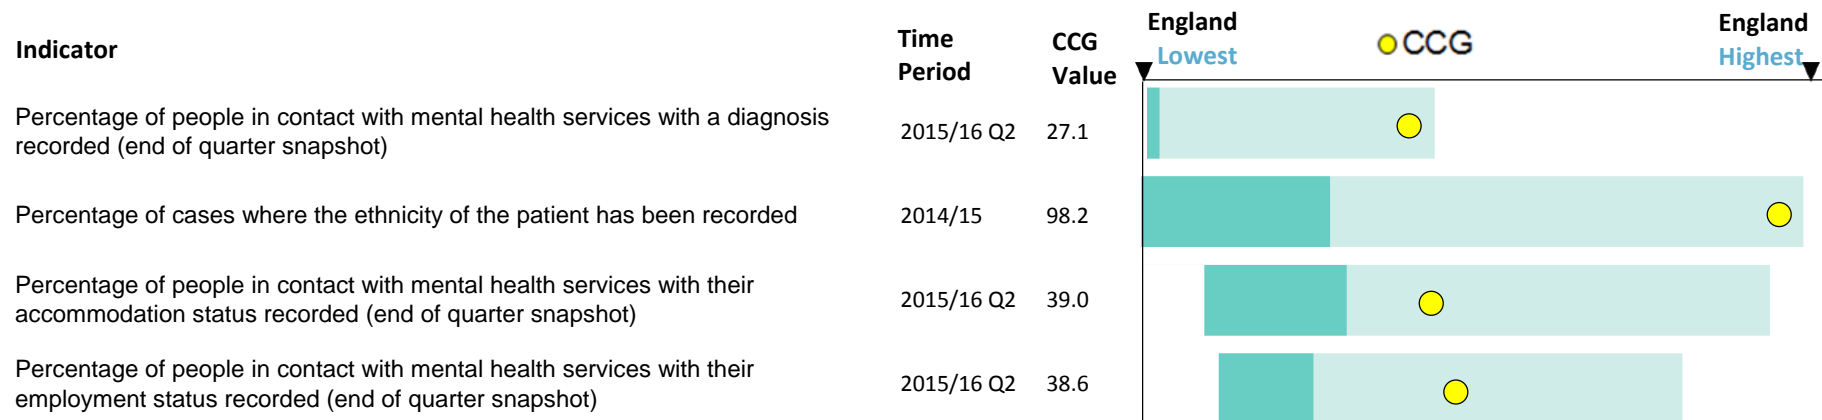 Indicator
Time Period
CCG Value
England Lowest
CCG
England Highest
Percentage of people in contact with mental health services with a diagnosis
recorded (end of quarter snapshot)
2015/16 Q2 27.1
Percentage of cases where the ethnicity of the patient has been recorded
2014/15 98.2
Percentage of people in contact with mental health services with their
accommodation status recorded (end of quarter snapshot)
2015/16 Q2 39.0
Percentage of people in contact with mental health services with their
employment status recorded (end of quarter snapshot)
2015/16 Q2 38.6